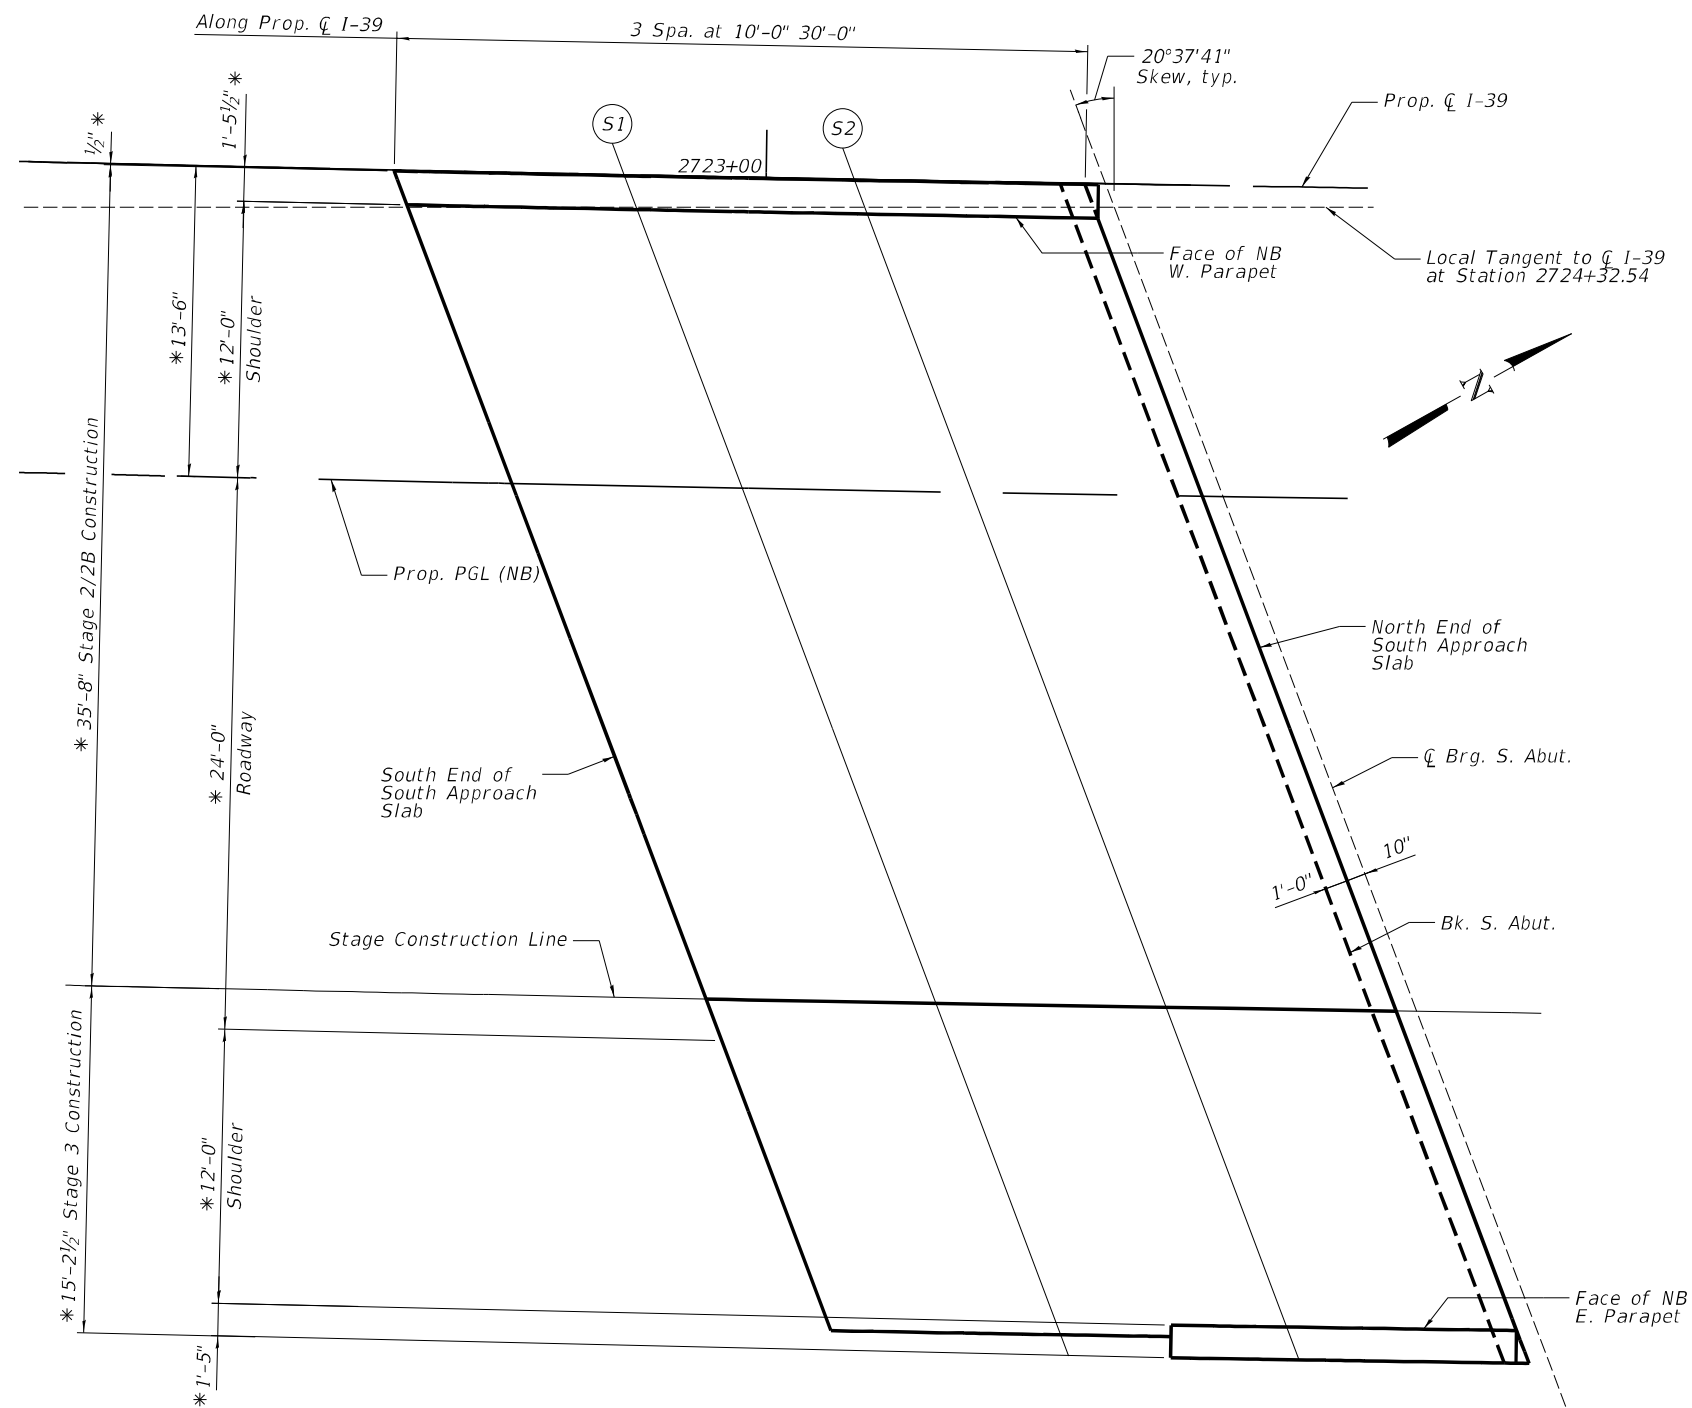 Along Prop. ℄ I-39
3 Spa. at 10'-0" 30'-0"
20°37'41"
Skew, typ.
Prop. ℄ I-39
½" *
1'-5½" *
S1
S2
2723+00
Face of NB
W. Parapet
Local Tangent to ℄ I-39
at Station 2724+32.54
*13'-6"
*12'-0"
Shoulder
N
* 35'-8" Stage 2/2B Construction
Prop. PGL (NB)
North End of
South Approach
Slab
* 24'-0"
Roadway
South End of
South Approach
Slab
℄ Brg. S. Abut.
10"
1'-0"
Bk. S. Abut.
Stage Construction Line
*15'-2½" Stage 3 Construction
*12'-0"
Shoulder
Face of NB
E. Parapet
*1'-5"